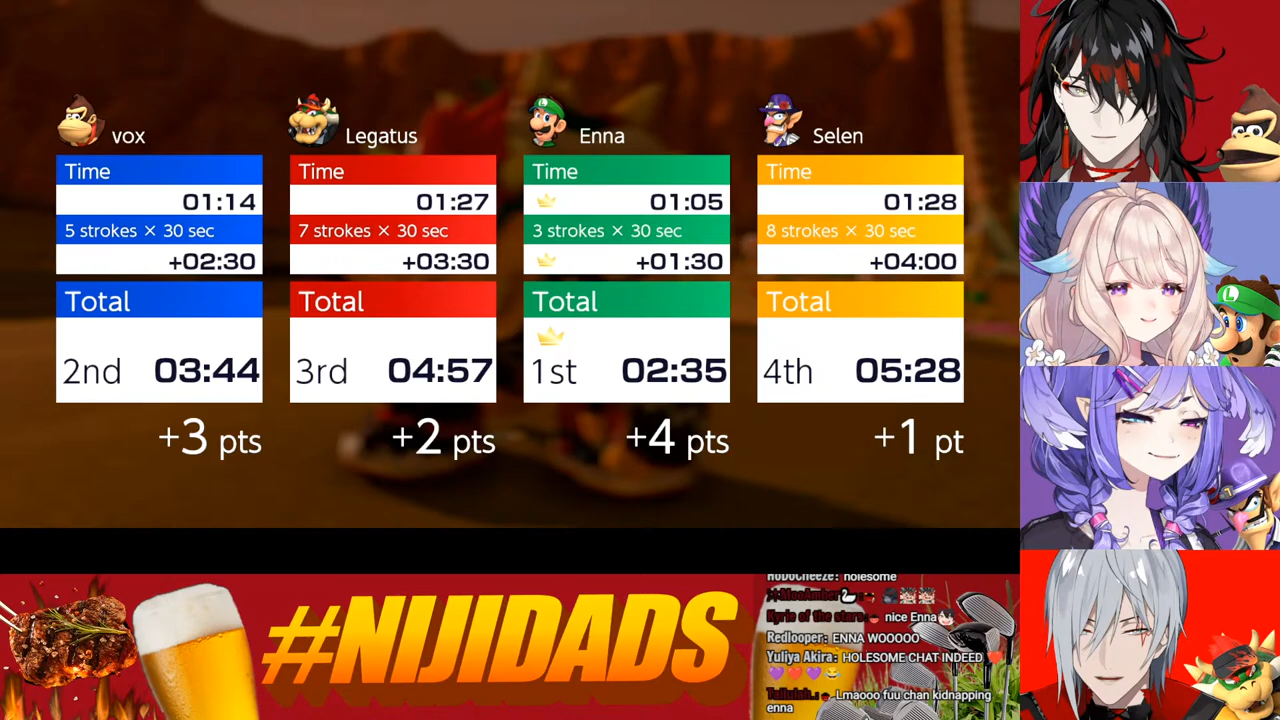 vox
Time
01:14
5 strokes × 30 sec
+02:30
Total
2nd 03:44
+3 pts
Legatus
Time
01:27
7 strokes × 30 sec
+03:30
Total
3rd 04:57
+2 pts
Enna
Time
01:05
3 strokes × 30 sec
+01:30
Total
1st 02:35
+4 pts
Selen
Time
01:28
8 strokes × 30 sec
+04:00
Total
4th 05:28
+1 pt
#NIJIDADS
RoboCheeze: holesome
Kyrie of the stars: nice Enna
Redlooper: ENNA WOOOOO
Yuliya Akira: HOLESOME CHAT INDEED
Lmaooo fuu chan kidnapping
enna
L
L